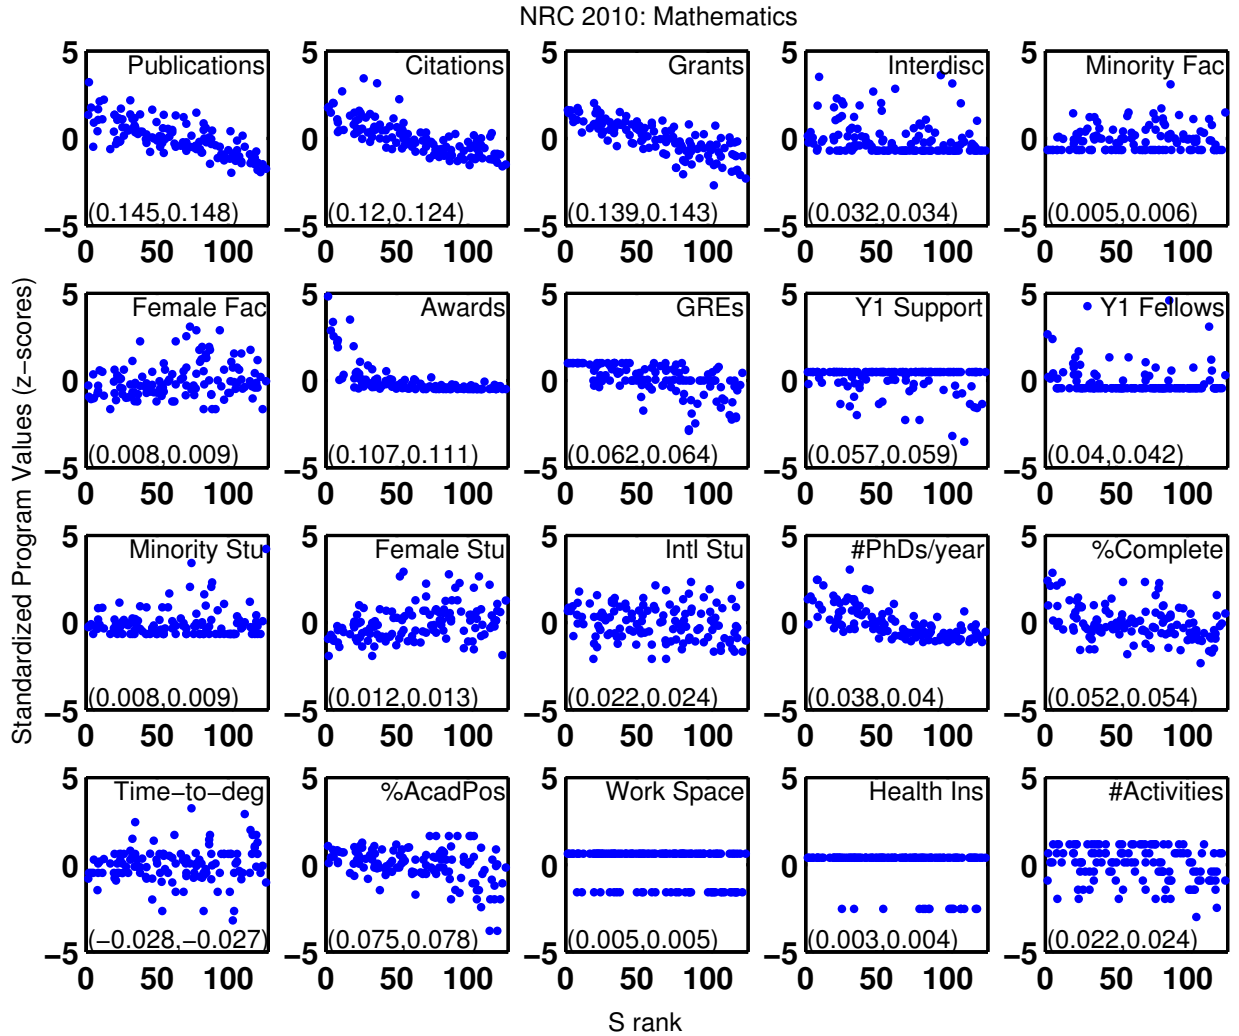 NRC 2010: Mathematics
Standardized Program Values (z−scores)
5 0 −5 Publications (0.145,0.148) 0 50 100
5 0 −5 Citations (0.12,0.124) 0 50 100
5 0 −5 Grants (0.139,0.143) 0 50 100
5 0 −5 Interdisc (0.032,0.034) 0 50 100
5 0 −5 Minority Fac (0.005,0.006) 0 50 100
5 0 −5 Female Fac (0.008,0.009) 0 50 100
5 0 −5 Awards (0.107,0.111) 0 50 100
5 0 −5 GREs (0.062,0.064) 0 50 100
5 0 −5 Y1 Support (0.057,0.059) 0 50 100
5 0 −5 Y1 Fellows (0.04,0.042) 0 50 100
5 0 −5 Minority Stu (0.008,0.009) 0 50 100
5 0 −5 Female Stu (0.012,0.013) 0 50 100
5 0 −5 Intl Stu (0.022,0.024) 0 50 100
5 0 −5 #PhDs/year (0.038,0.04) 0 50 100
5 0 −5 %Complete (0.052,0.054) 0 50 100
5 0 −5 Time−to−deg (−0.028,−0.027) 0 50 100
5 0 −5 %AcadPos (0.075,0.078) 0 50 100
5 0 −5 Work Space (0.005,0.005) 0 50 100
5 0 −5 Health Ins (0.003,0.004) 0 50 100
5 0 −5 #Activities (0.022,0.024) 0 50 100
S rank